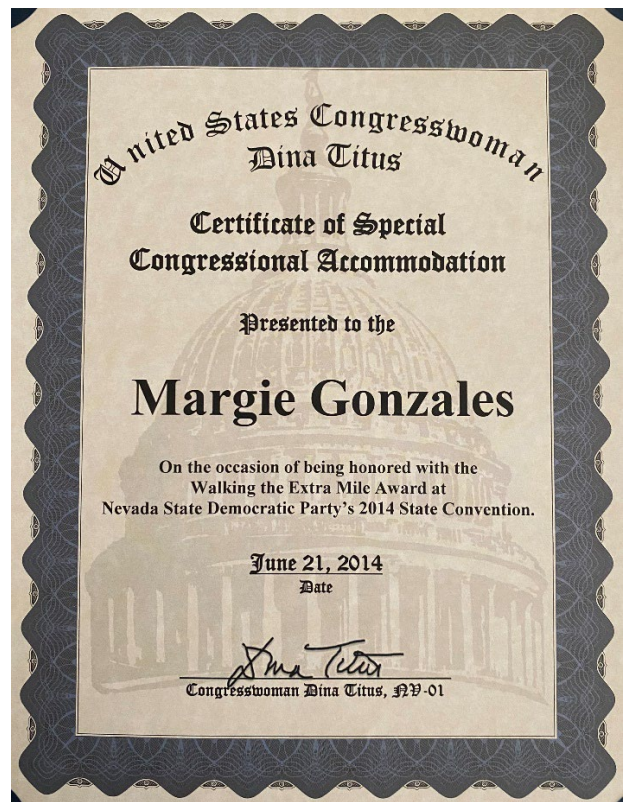 United States Congresswoman
Dina Titus
Certificate of Special
Congressional Accommodation
Presented to the
Margie Gonzales
On the occasion of being honored with the
Walking the Extra Mile Award at
Nevada State Democratic Party's 2014 State Convention.
June 21, 2014
Date
Dina Titus
Congresswoman Dina Titus, NV-01